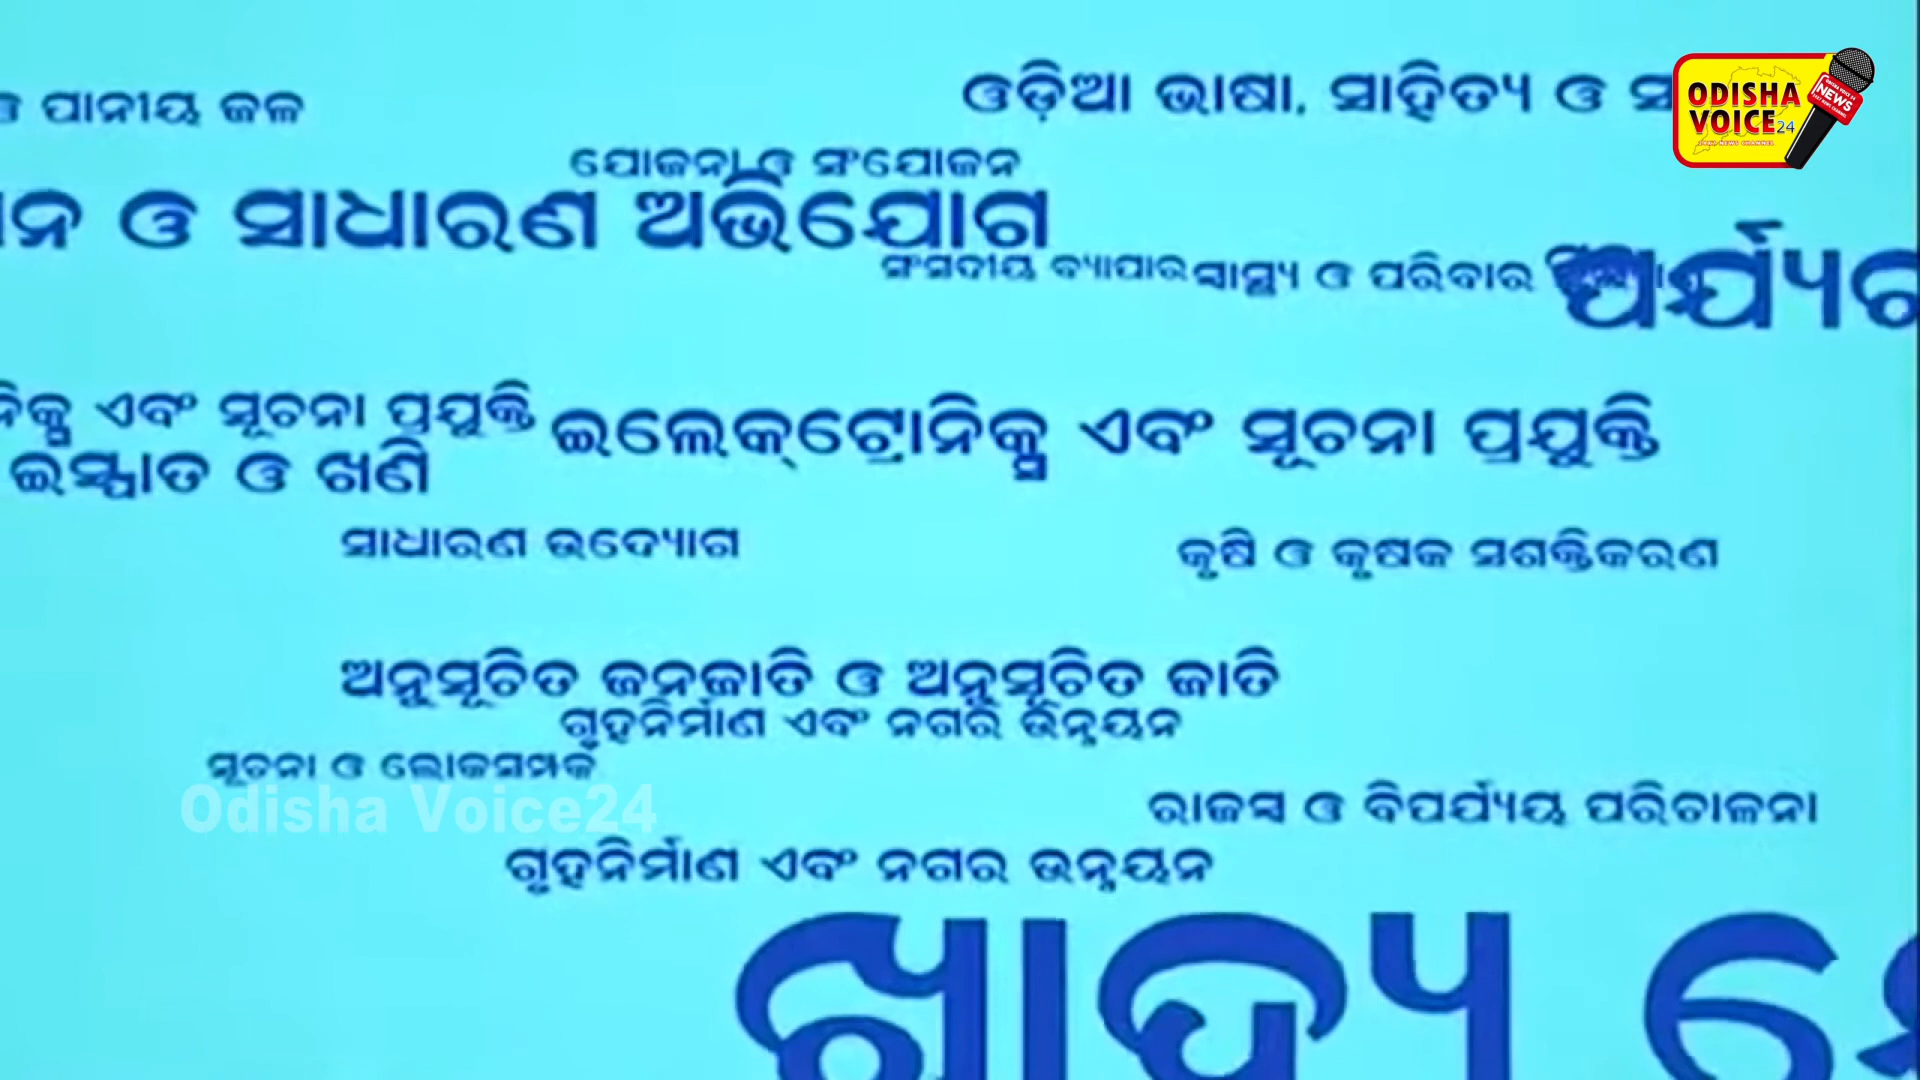 ଓ ପାନୀୟ ଜଳ
ଓଡ଼ିଆ ଭାଷା, ସାହିତ୍ୟ ଓ
ODISHA
VOICE24
NEWS
ଯୋଜନା ଓ ସଂଯୋଜନ
ଓ ସାଧାରଣ ଅଭିଯୋଗ
ସଂସଦୀୟ ବ୍ୟାପାର
ସ୍ୱାସ୍ଥ୍ୟ ଓ ପରିବାର
ଏବଂ ସୂଚନା ପ୍ରଯୁକ୍ତି
ଇଲେକ୍‌ଟ୍ରୋନିକ୍ସ ଏବଂ ସୂଚନା ପ୍ରଯୁକ୍ତି
ଇସ୍ପାତ ଓ ଖଣି
ସାଧାରଣ ଉଦ୍ୟୋଗ
କୃଷି ଓ କୃଷକ ସଶକ୍ତିକରଣ
ଅନୁସୂଚିତ ଜନଜାତି ଓ ଅନୁସୂଚିତ ଜାତି
ଗୃହନିର୍ମାଣ ଏବଂ ନଗର ଉନ୍ନୟନ
ସୂଚନା ଓ ଲୋକସମ୍ପର୍କ
Odisha Voice24
ରାଜସ୍ୱ ଓ ବିପର୍ଯ୍ୟୟ ପରିଚାଳନା
ଗୃହନିର୍ମାଣ ଏବଂ ନଗର ଉନ୍ନୟନ
ଖାଦ୍ୟ